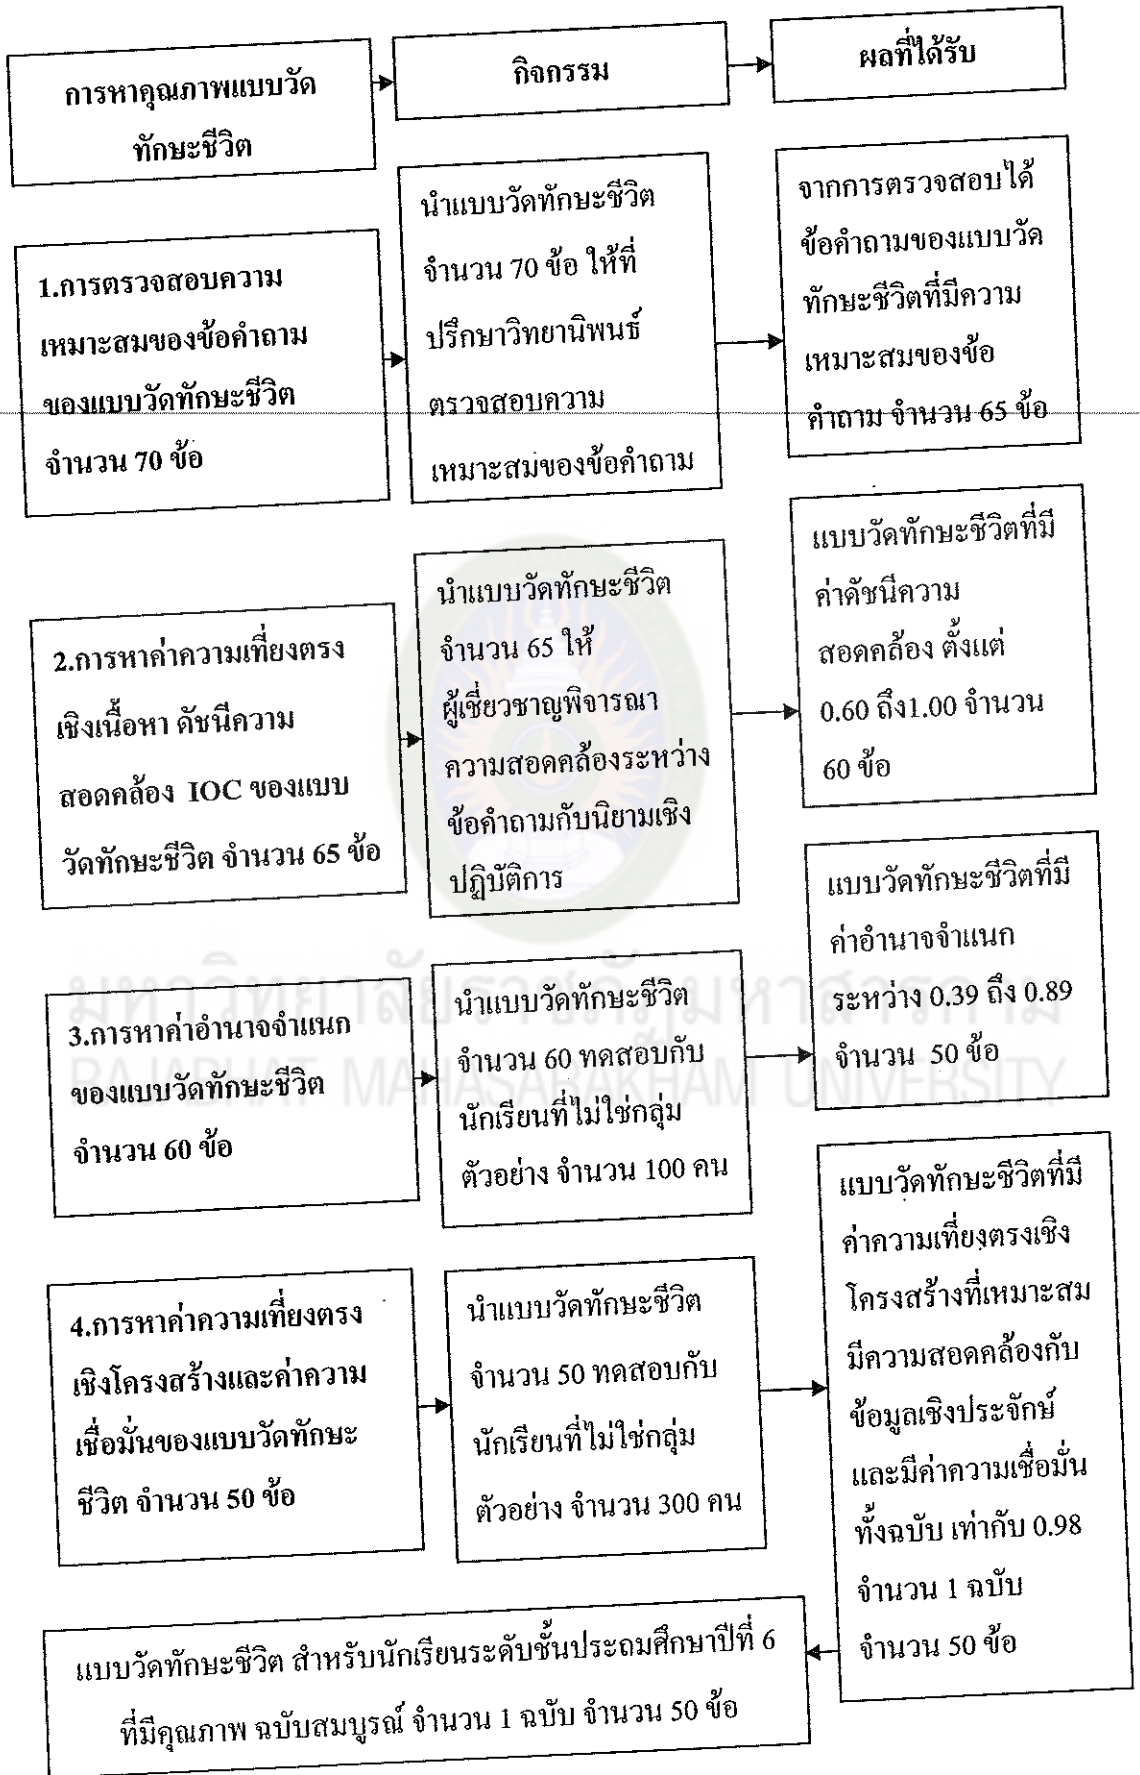 การหาคุณภาพแบบวัด
ทักษะชีวิต
กิจกรรม
ผลที่ได้รับ
1.การตรวจสอบความ
เหมาะสมของข้อคำถาม
ของแบบวัดทักษะชีวิต
จำนวน 70 ข้อ
นำแบบวัดทักษะชีวิต
จำนวน 70 ข้อ ให้ที่
ปรึกษาวิทยานิพนธ์
ตรวจสอบความ
เหมาะสมของข้อคำถาม
จากการตรวจสอบได้
ข้อคำถามของแบบวัด
ทักษะชีวิตที่มีความ
เหมาะสมของข้อ
คำถาม จำนวน 65 ข้อ
2.การหาค่าความเที่ยงตรง
เชิงเนื้อหา ดัชนีความ
สอดคล้อง IOC ของแบบ
วัดทักษะชีวิต จำนวน 65 ข้อ
นำแบบวัดทักษะชีวิต
จำนวน 65 ให้
ผู้เชี่ยวชาญพิจารณา
ความสอดคล้องระหว่าง
ข้อคำถามกับนิยามเชิง
ปฏิบัติการ
แบบวัดทักษะชีวิตที่มี
ค่าดัชนีความ
สอดคล้อง ตั้งแต่
0.60 ถึง1.00 จำนวน
60 ข้อ
3.การหาค่าอำนาจจำแนก
ของแบบวัดทักษะชีวิต
จำนวน 60 ข้อ
นำแบบวัดทักษะชีวิต
จำนวน 60 ทดสอบกับ
นักเรียนที่ไม่ใช่กลุ่ม
ตัวอย่าง จำนวน 100 คน
แบบวัดทักษะชีวิตที่มี
ค่าอำนาจจำแนก
ระหว่าง 0.39 ถึง 0.89
จำนวน 50 ข้อ
มหาวิทยาลัยราชภัฏมหาสารคาม
RAJABHAT MAHASARAKHAM UNIVERSITY
4.การหาค่าความเที่ยงตรง
เชิงโครงสร้างและค่าความ
เชื่อมั่นของแบบวัดทักษะ
ชีวิต จำนวน 50 ข้อ
นำแบบวัดทักษะชีวิต
จำนวน 50 ทดสอบกับ
นักเรียนที่ไม่ใช่กลุ่ม
ตัวอย่าง จำนวน 300 คน
แบบวัดทักษะชีวิตที่มี
ค่าความเที่ยงตรงเชิง
โครงสร้างที่เหมาะสม
มีความสอดคล้องกับ
ข้อมูลเชิงประจักษ์
และมีค่าความเชื่อมั่น
ทั้งฉบับ เท่ากับ 0.98
จำนวน 1 ฉบับ
จำนวน 50 ข้อ
แบบวัดทักษะชีวิต สำหรับนักเรียนระดับชั้นประถมศึกษาปีที่ 6
ที่มีคุณภาพ ฉบับสมบูรณ์ จำนวน 1 ฉบับ จำนวน 50 ข้อ